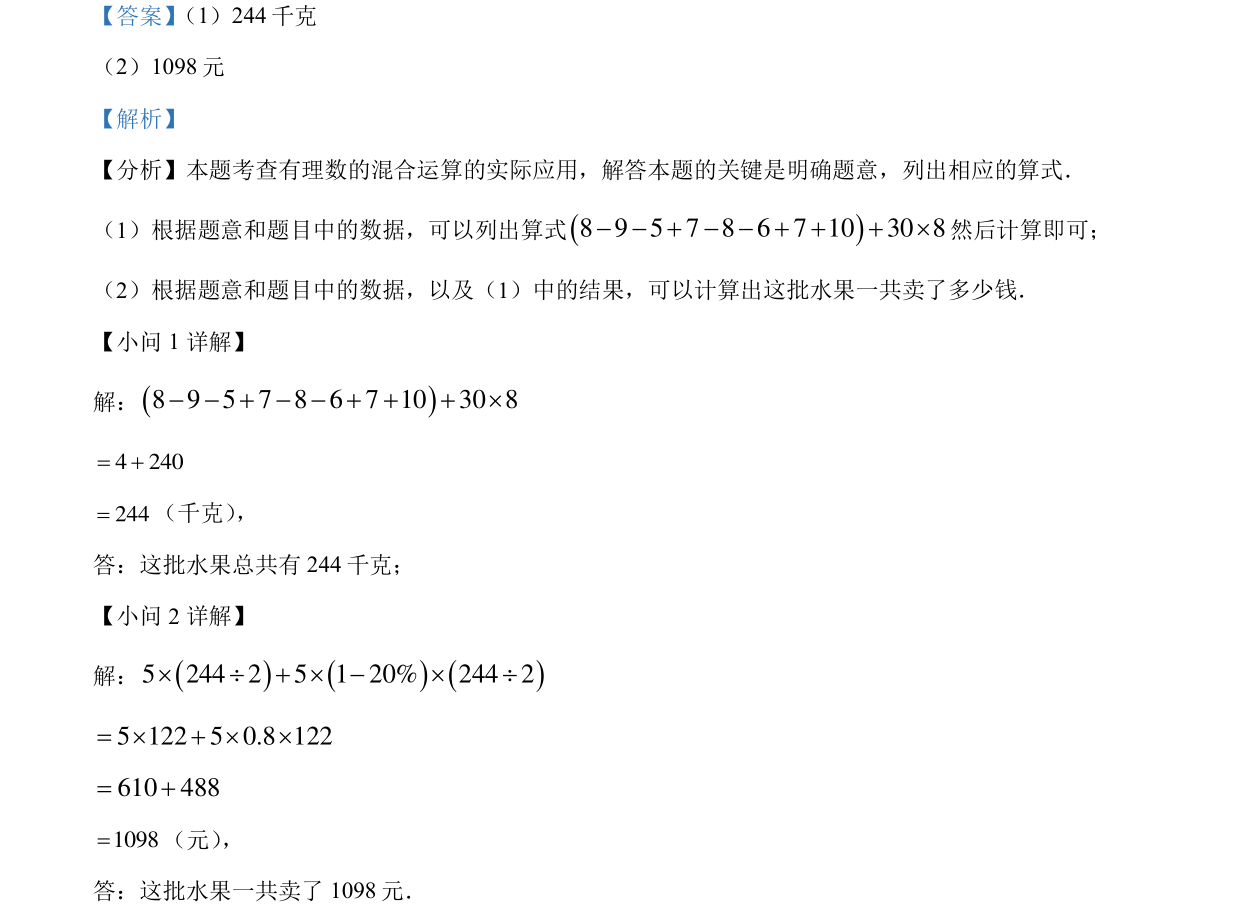 【答案】（1）244 千克
（2）1098 元
【解析】
【分析】本题考查有理数的混合运算的实际应用，解答本题的关键是明确题意，列出相应的算式．
（1）根据题意和题目中的数据，可以列出算式(8−9−5+7−8−6+7+10)+30×8 然后计算即可；
（2）根据题意和题目中的数据，以及（1）中的结果，可以计算出这批水果一共卖了多少钱．
【小问 1 详解】
解：(8−9−5+7−8−6+7+10)+30×8
=4+240
=244（千克），
答：这批水果总共有 244 千克；
【小问 2 详解】
解：5×(244÷2)+5×(1−20%)×(244÷2)
=5×122+5×0.8×122
=610+488
=1098（元），
答：这批水果一共卖了 1098 元．